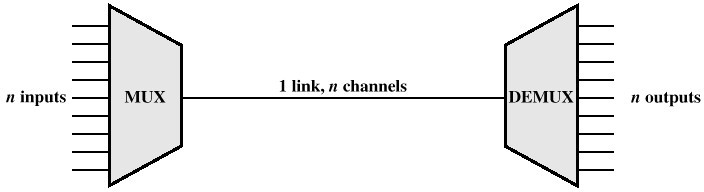 n inputs
MUX
1 link, n channels
DEMUX
n outputs